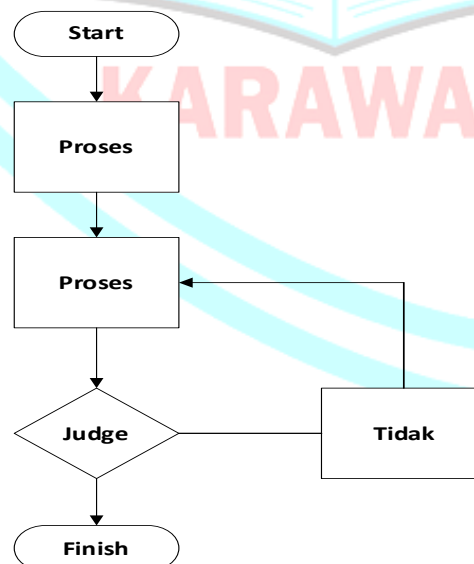 Start
KARAWA
Proses
Proses
Judge
Tidak
Finish